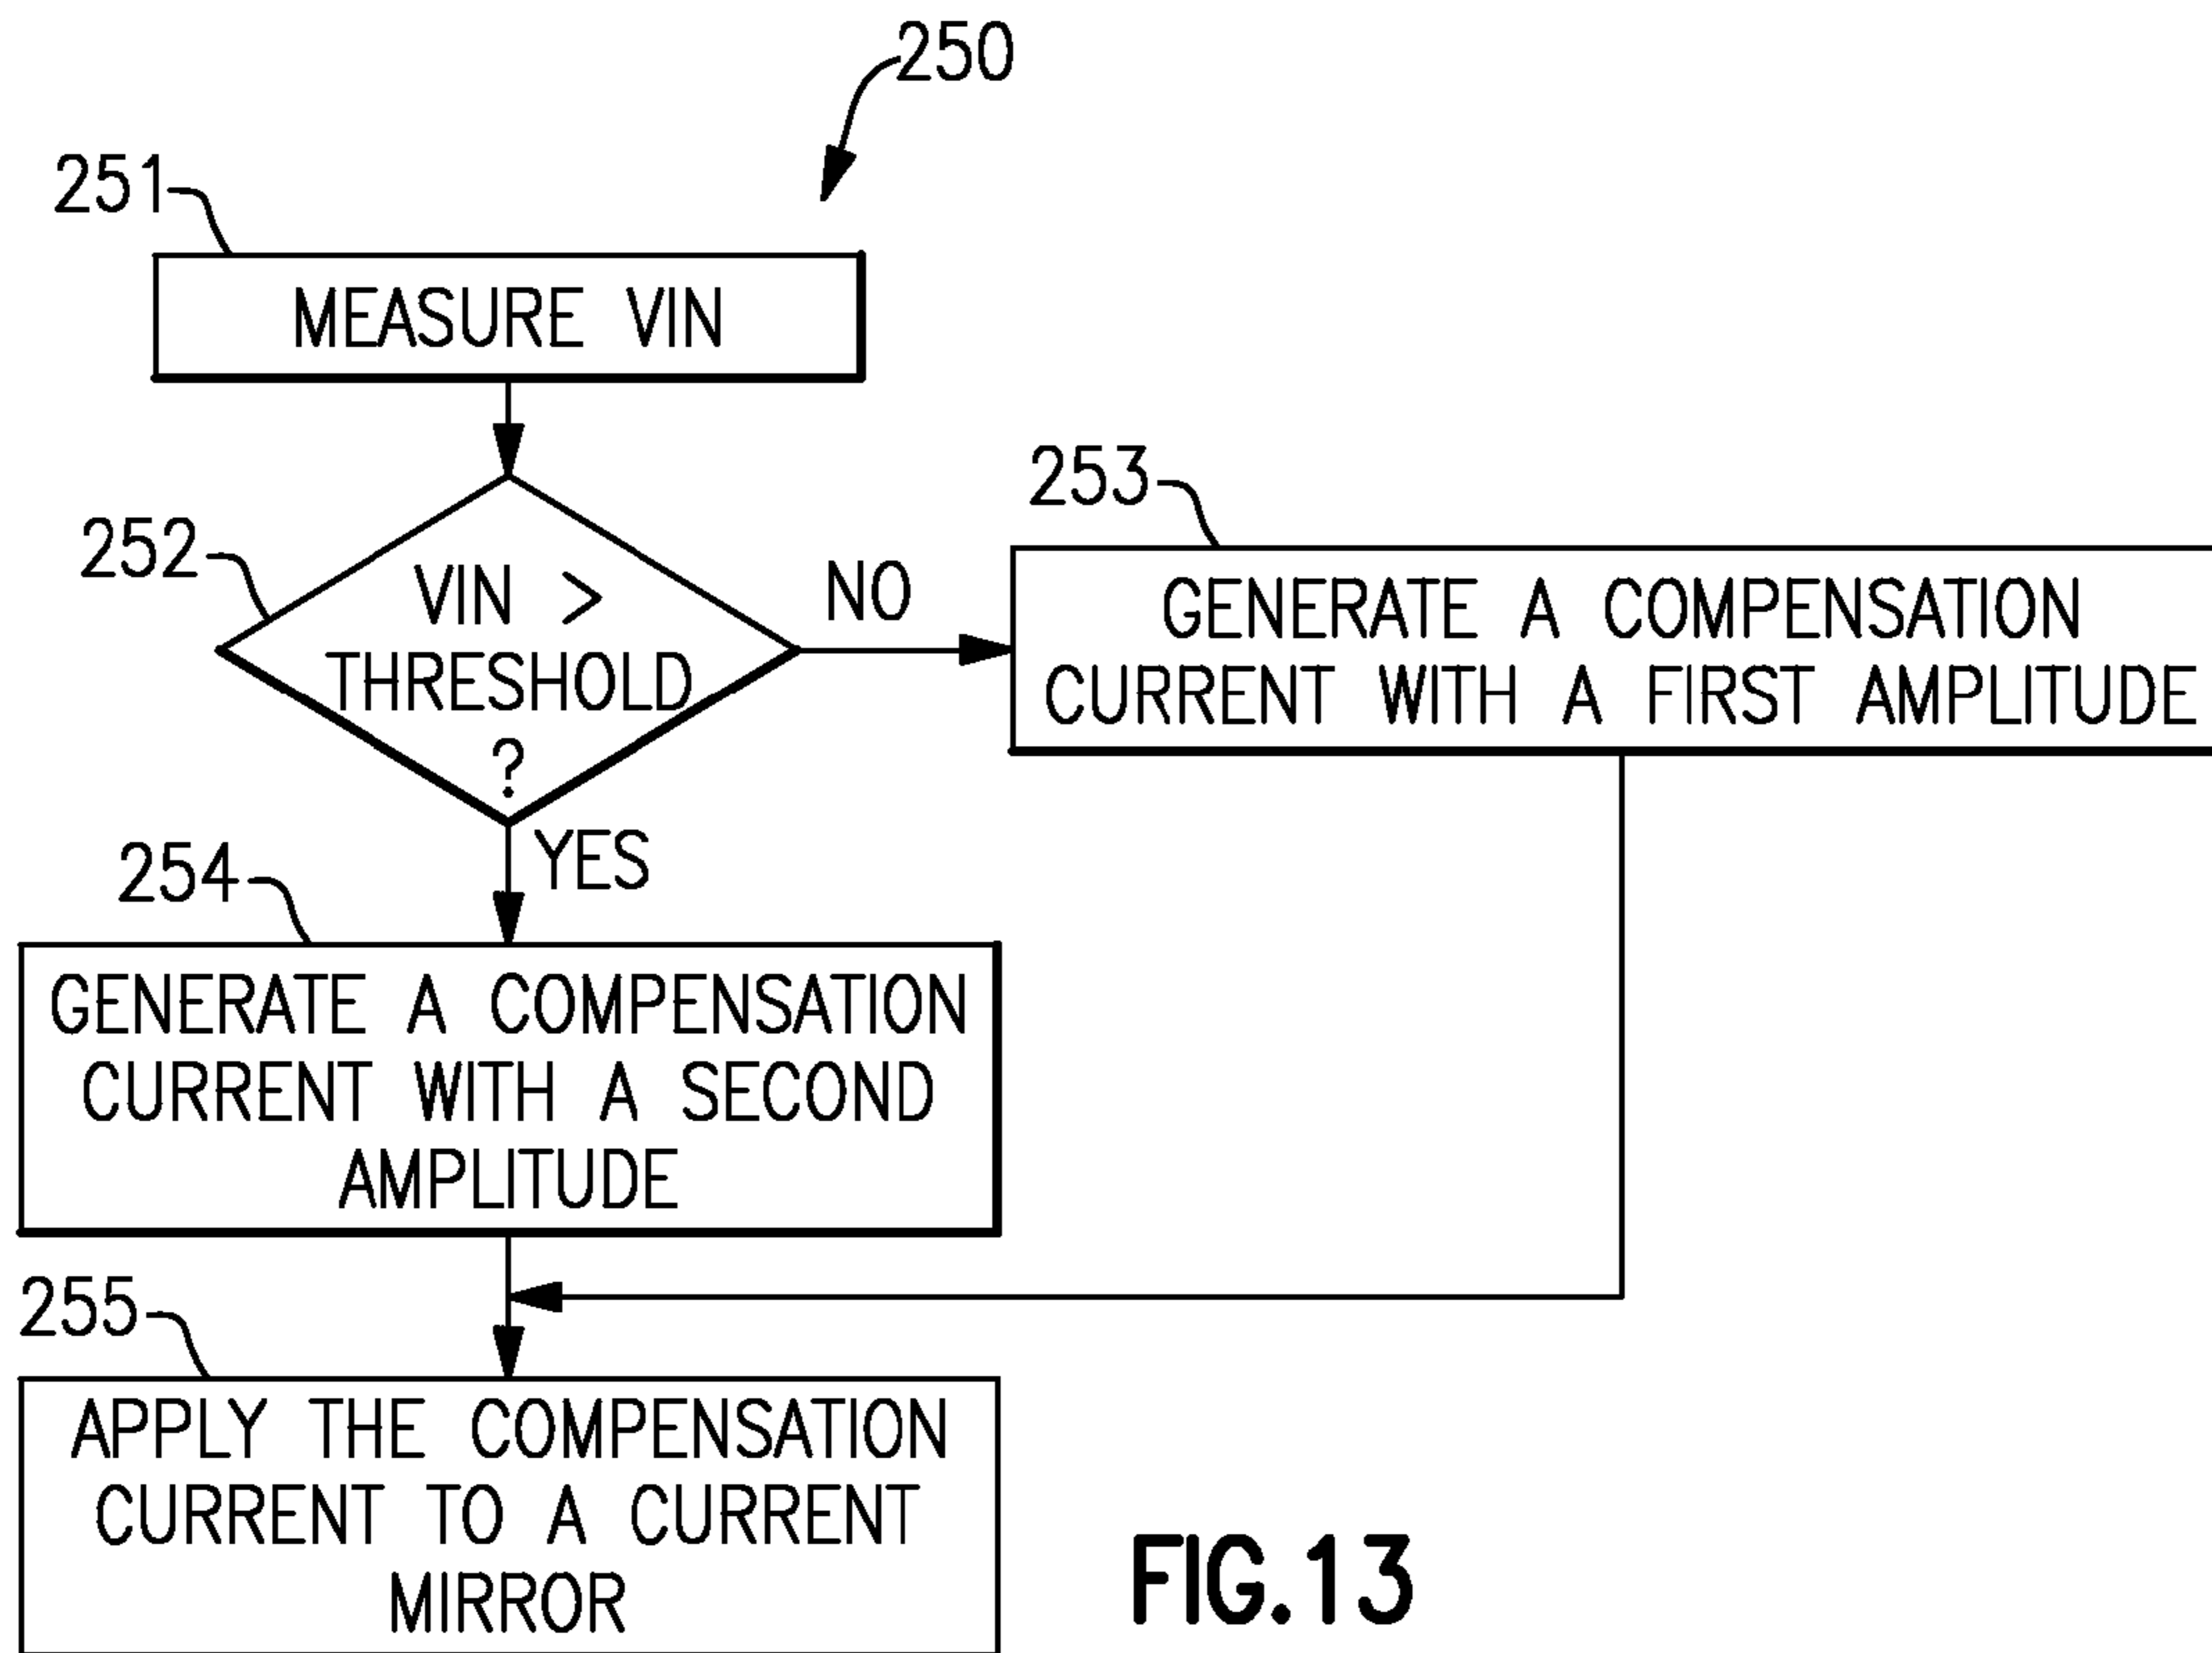 250
251
MEASURE VIN
252
VIN >
THRESHOLD
?
NO
253
GENERATE A COMPENSATION
CURRENT WITH A FIRST AMPLITUDE
YES
254
GENERATE A COMPENSATION
CURRENT WITH A SECOND
AMPLITUDE
255
APPLY THE COMPENSATION
CURRENT TO A CURRENT
MIRROR
FIG.13